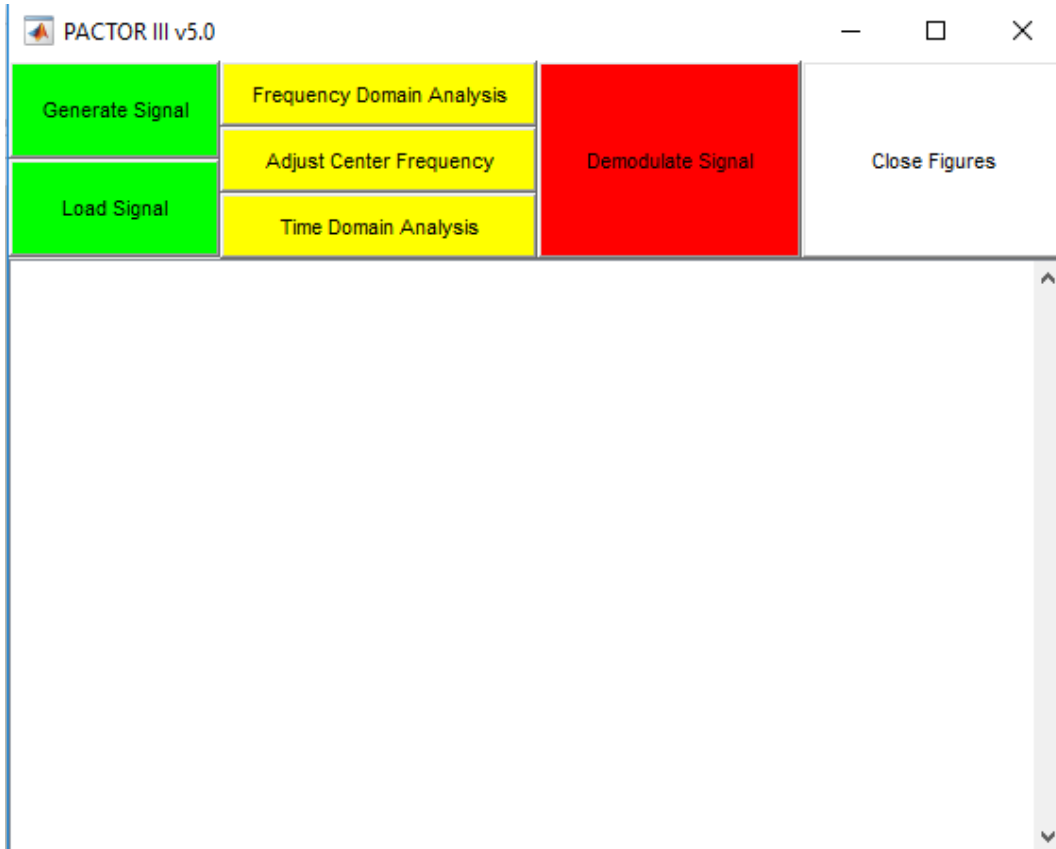 PACTOR III v5.0
Generate Signal
Load Signal
Frequency Domain Analysis
Adjust Center Frequency
Time Domain Analysis
Demodulate Signal
Close Figures